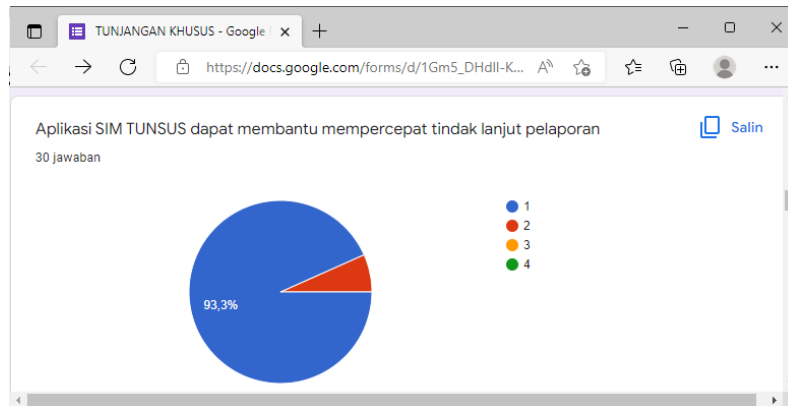 TUNJANGAN KHUSUS - Google
https://docs.google.com/forms/d/1Gm5_DHdlI-K...
Aplikasi SIM TUNSUS dapat membantu mempercepat tindak lanjut pelaporan
Salin
30 jawaban
1
2
3
4
93,3%